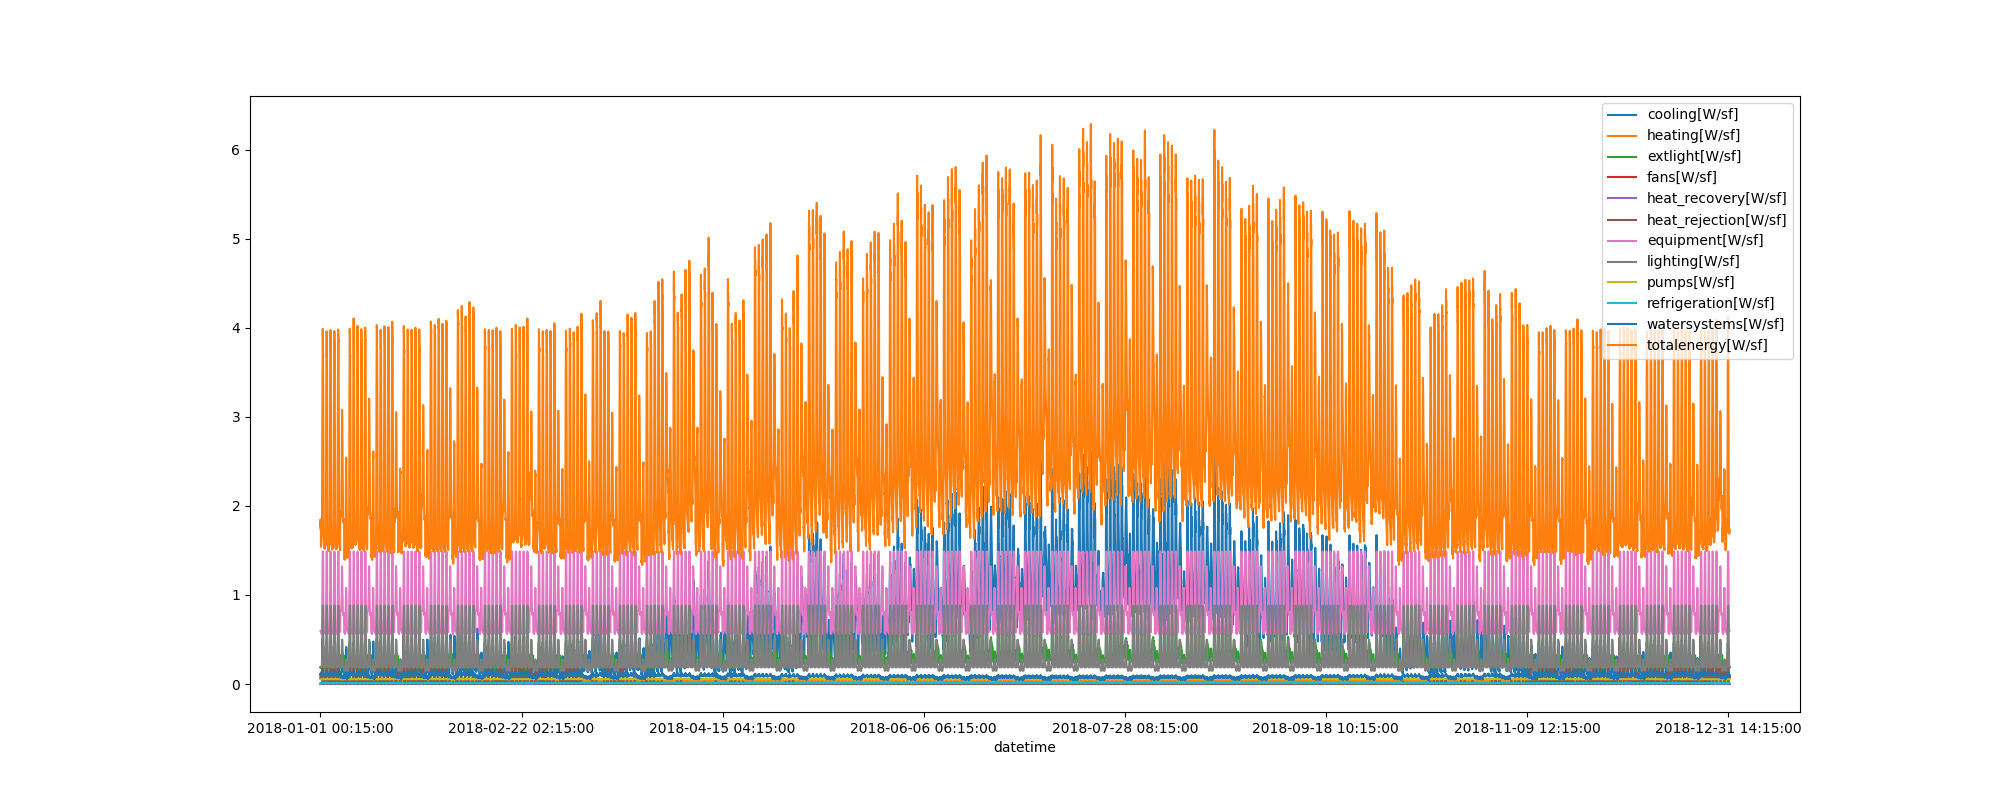 6
5
4
3
2
1
0
cooling[W/sf]
heating[W/sf]
extlight[W/sf]
fans[W/sf]
heat_recovery[W/sf]
heat_rejection[W/sf]
equipment[W/sf]
lighting[W/sf]
pumps[W/sf]
refrigeration[W/sf]
watersystems[W/sf]
totalenergy[W/sf]
2018-01-01 00:15:00 2018-02-22 02:15:00 2018-04-15 04:15:00 2018-06-06 06:15:00 2018-07-28 08:15:00 2018-09-18 10:15:00 2018-11-09 12:15:00 2018-12-31 14:15:00
datetime